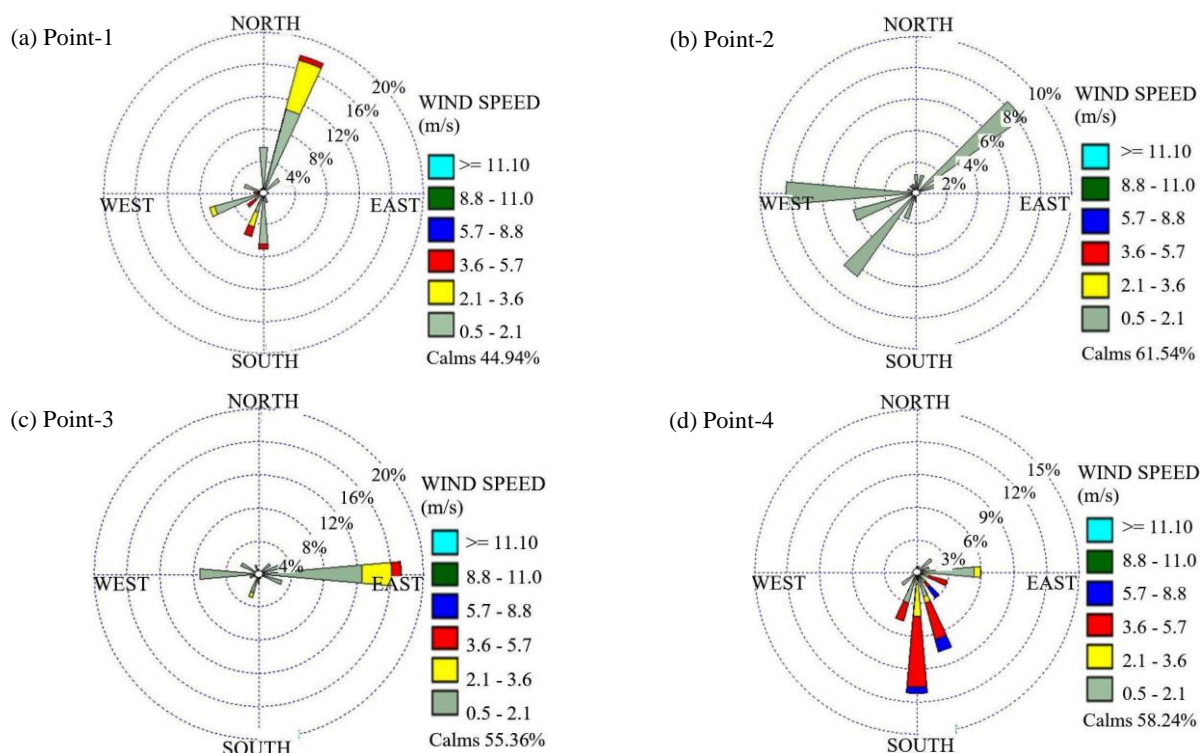 (a) Point-1
NORTH
20%
16%
12%
8%
4%
WEST
EAST
SOUTH
WIND SPEED
(m/s)
>= 11.10
8.8 - 11.0
5.7 - 8.8
3.6 - 5.7
2.1 - 3.6
0.5 - 2.1
Calms 44.94%
(b) Point-2
NORTH
10%
8%
6%
4%
2%
WEST
EAST
SOUTH
WIND SPEED
(m/s)
>= 11.10
8.8 - 11.0
5.7 - 8.8
3.6 - 5.7
2.1 - 3.6
0.5 - 2.1
Calms 61.54%
(c) Point-3
NORTH
20%
16%
12%
8%
4%
WEST
EAST
SOUTH
WIND SPEED
(m/s)
>= 11.10
8.8 - 11.0
5.7 - 8.8
3.6 - 5.7
2.1 - 3.6
0.5 - 2.1
Calms 55.36%
(d) Point-4
NORTH
15%
12%
9%
6%
3%
WEST
EAST
SOUTH
WIND SPEED
(m/s)
>= 11.10
8.8 - 11.0
5.7 - 8.8
3.6 - 5.7
2.1 - 3.6
0.5 - 2.1
Calms 58.24%